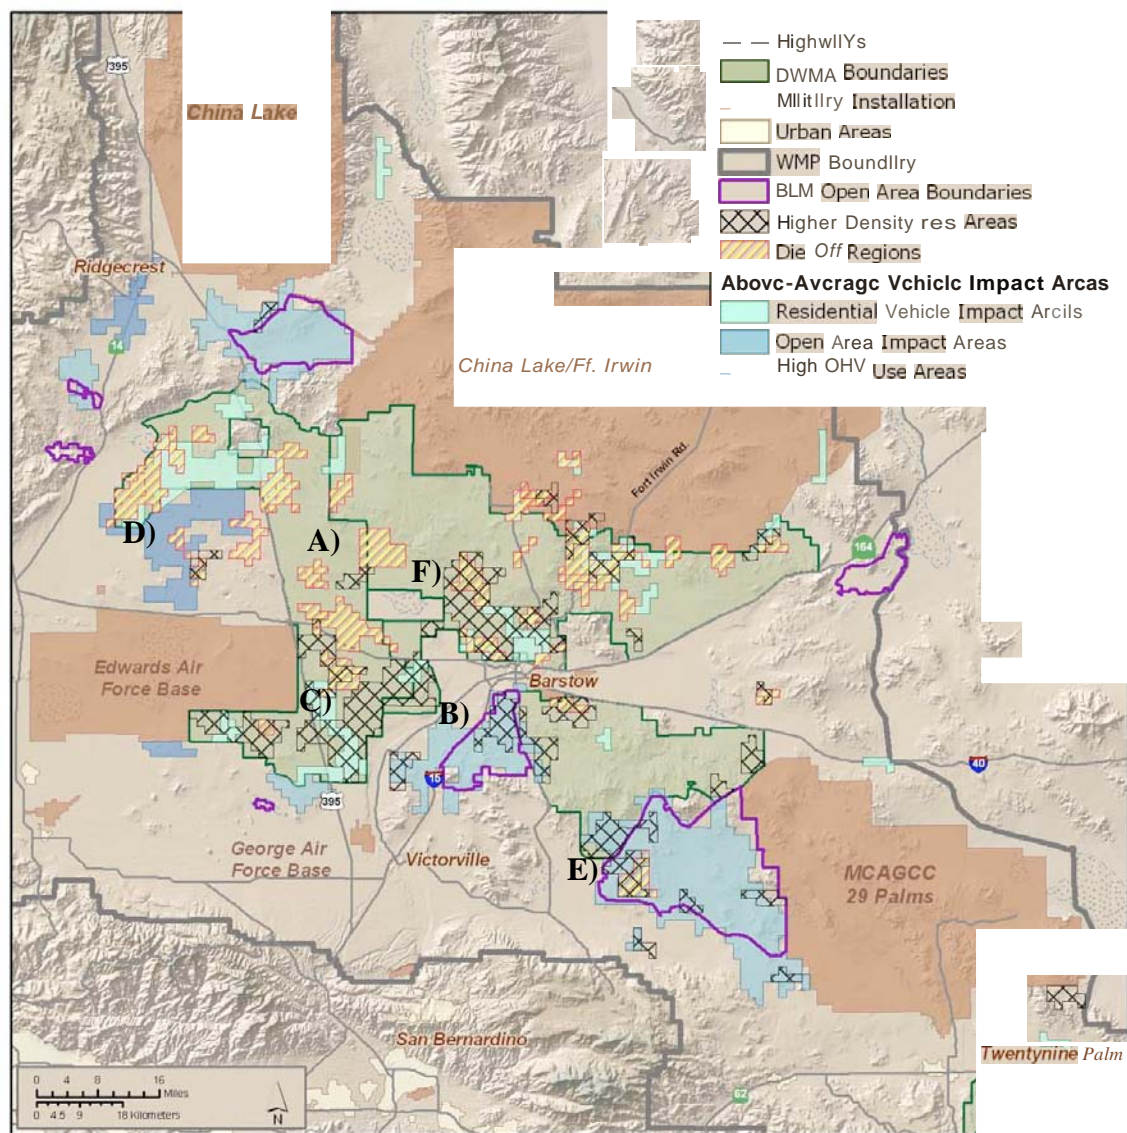 HighwllYs
DWMA Boundaries
MIlitllry Installation
Urban Areas
WMP Boundllry
BLM Open Area Boundaries
Higher Density res Areas
Die Off Regions
Abovc-Avcragc Vchiclc Impact Arcas
Residential Vehicle Impact Arcils
Open Area Impact Areas
High OHV Use Areas
395
China Lake
Ridgecrest
14
China Lake/Ff. Irwin
Fort Irwin Rd.
D)
A)
164
F)
Edwards Air
Force Base
Barstow
C)
B)
15
40
395
George Air
Force Base
Victorville
E)
MCAGCC
29 Palms
San Bernardino
Twentynine Palm
62
0 4 8 16
Miles
0 4.5 9 18 Kilometers
N